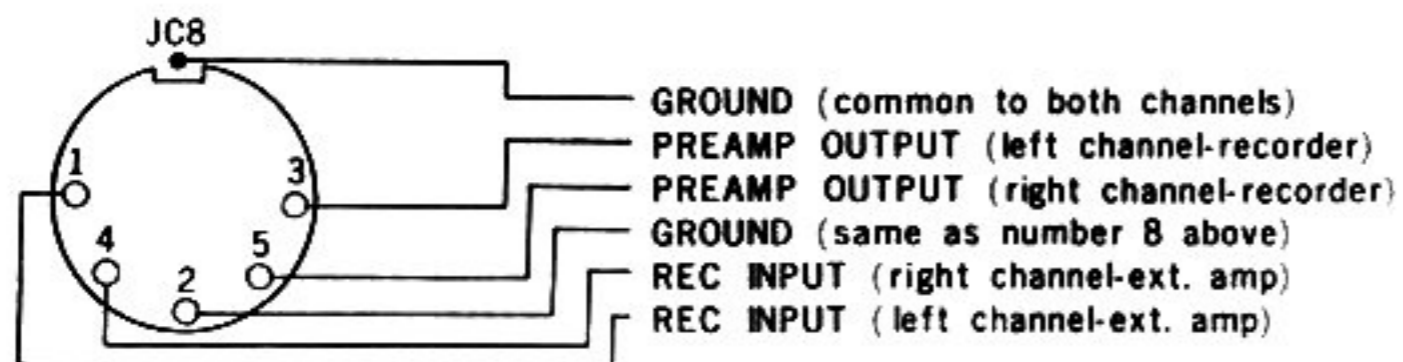 JC8
GROUND (common to both channels)
PREAMP OUTPUT (left channel-recorder)
1
3
PREAMP OUTPUT (right channel-recorder)
GROUND (same as number 8 above)
4
5
REC INPUT (right channel-ext. amp)
2
REC INPUT (left channel-ext. amp)